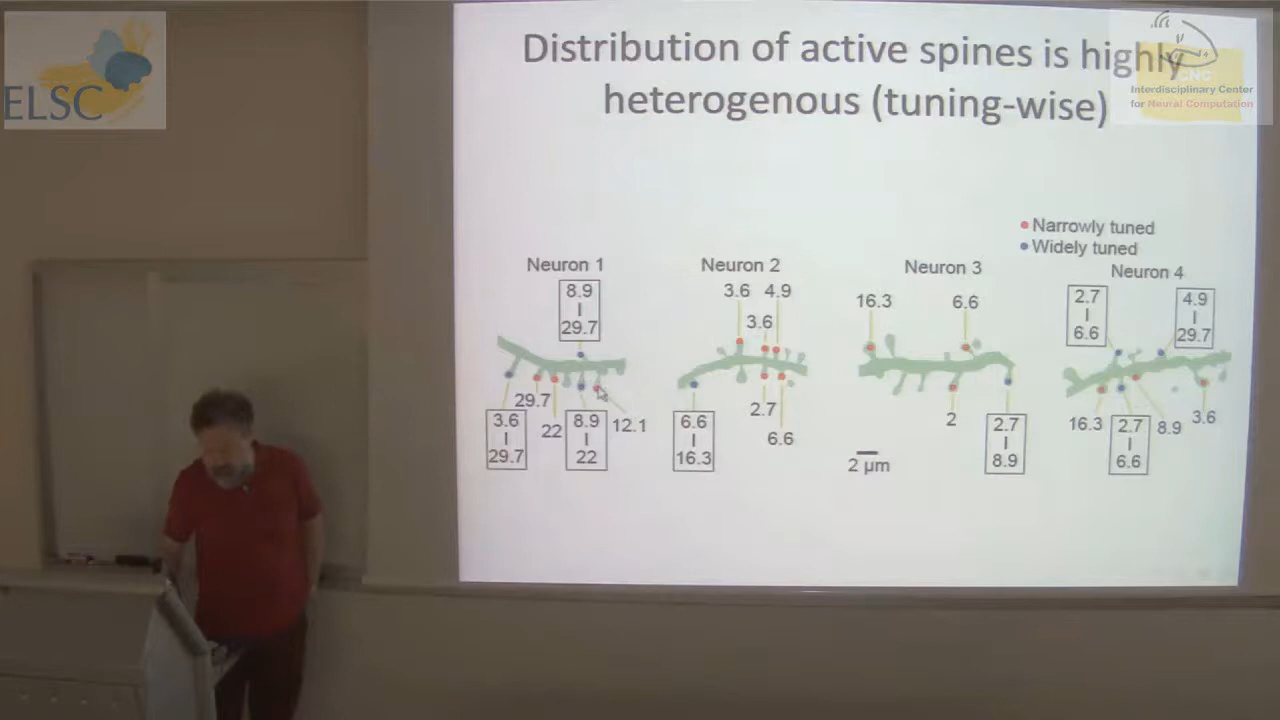 ELSC
CNC
Interdisciplinary Center
for Neural Computation
Distribution of active spines is highly
heterogenous (tuning-wise)
Narrowly tuned
Widely tuned
Neuron 1
8.9
29.7
3.6
29.7
29.7
22
8.9
22
12.1
Neuron 2
3.6 4.9
3.6
6.6
16.3
2.7
6.6
Neuron 3
16.3
6.6
2
2.7
8.9
2 µm
Neuron 4
2.7
6.6
4.9
29.7
16.3
2.7
6.6
8.9
3.6